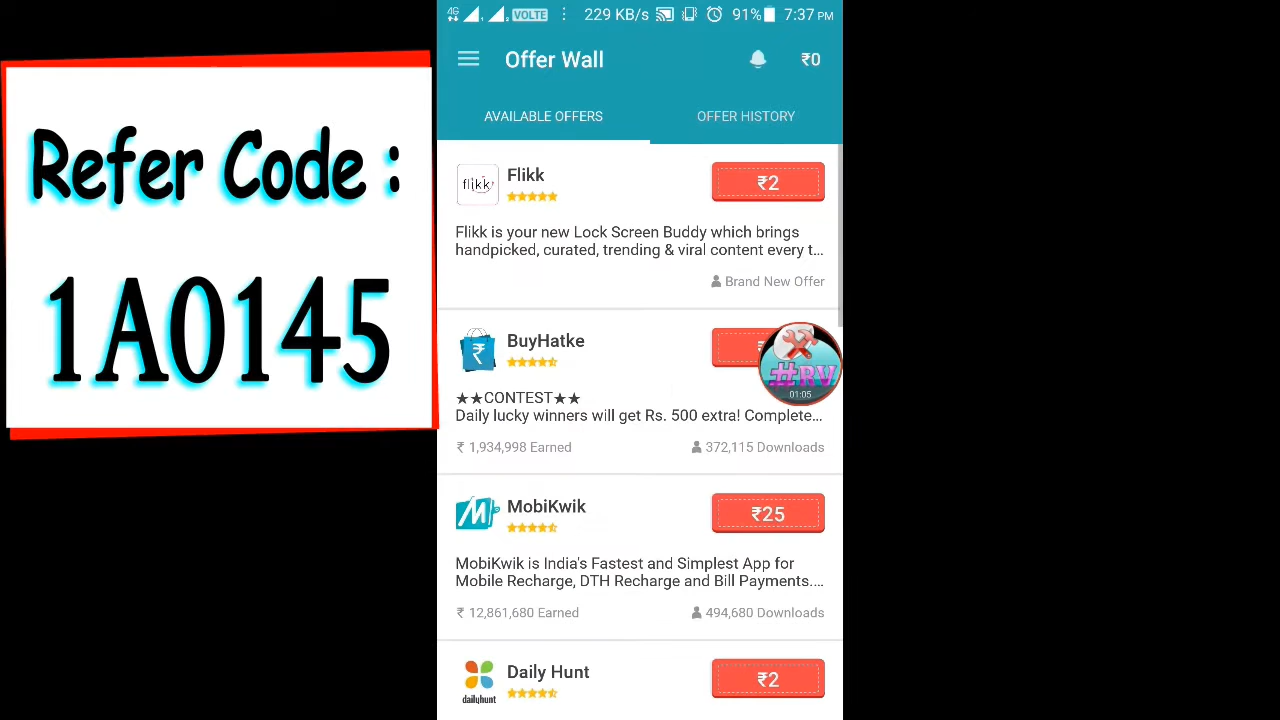 Refer Code :
1A0145
4G 1 2 VOLTE 229 KB/s 91% 7:37 PM
Offer Wall ₹0
AVAILABLE OFFERS OFFER HISTORY
flikk Flikk ₹2
Flikk is your new Lock Screen Buddy which brings
handpicked, curated, trending & viral content every t...
Brand New Offer
BuyHatke
#RV
01:05
★★CONTEST★★
Daily lucky winners will get Rs. 500 extra! Complete...
₹ 1,934,998 Earned 372,115 Downloads
MobiKwik ₹25
MobiKwik is India's Fastest and Simplest App for
Mobile Recharge, DTH Recharge and Bill Payments....
₹ 12,861,680 Earned 494,680 Downloads
Daily Hunt ₹2
dailyhunt